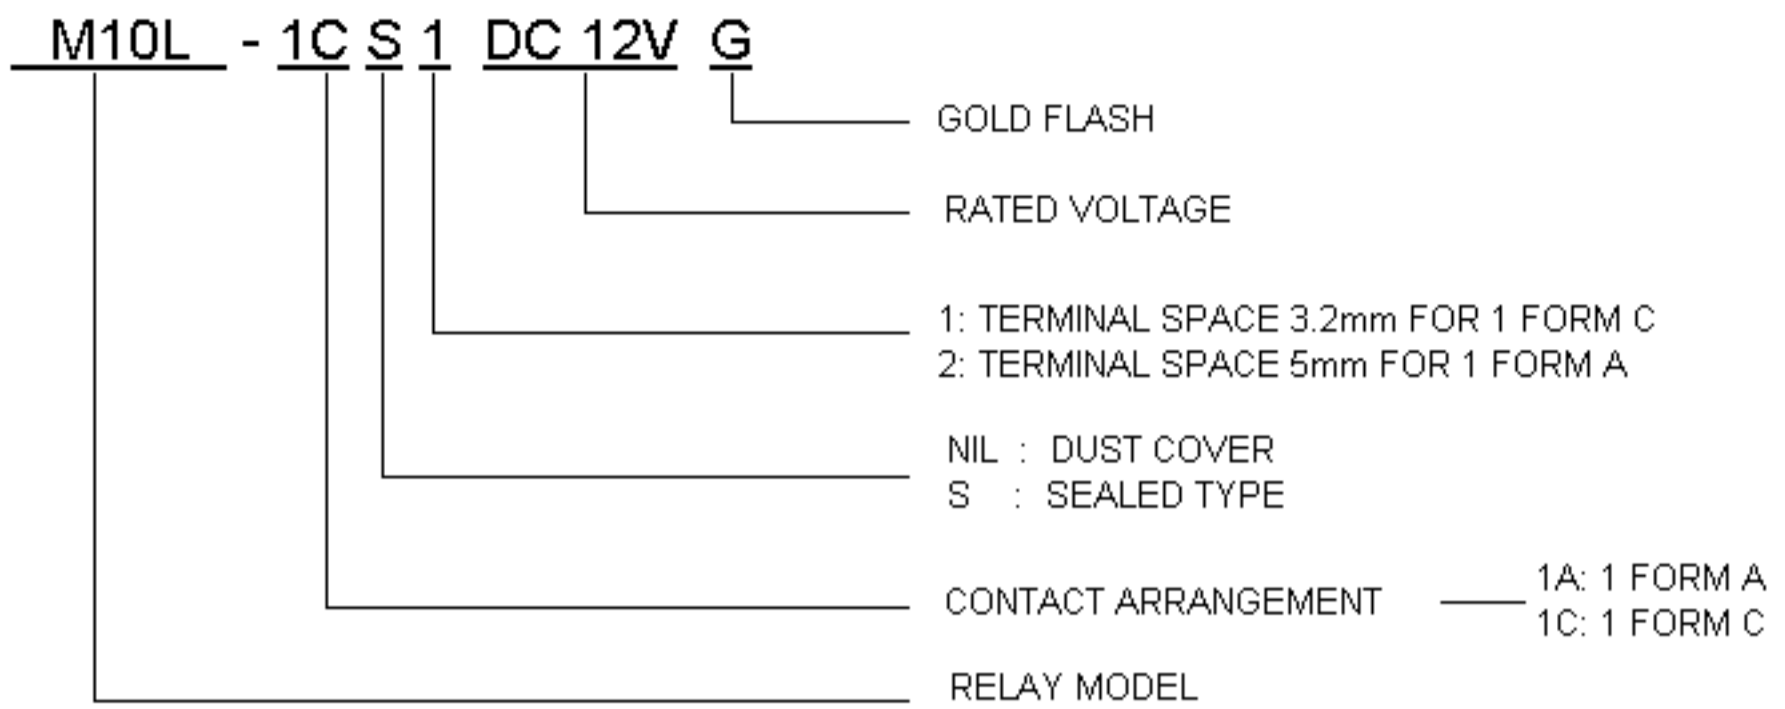 M10L - 1C S 1 DC 12V G
GOLD FLASH
RATED VOLTAGE
1: TERMINAL SPACE 3.2mm FOR 1 FORM C
2: TERMINAL SPACE 5mm FOR 1 FORM A
NIL : DUST COVER
S : SEALED TYPE
CONTACT ARRANGEMENT
1A: 1 FORM A
1C: 1 FORM C
RELAY MODEL